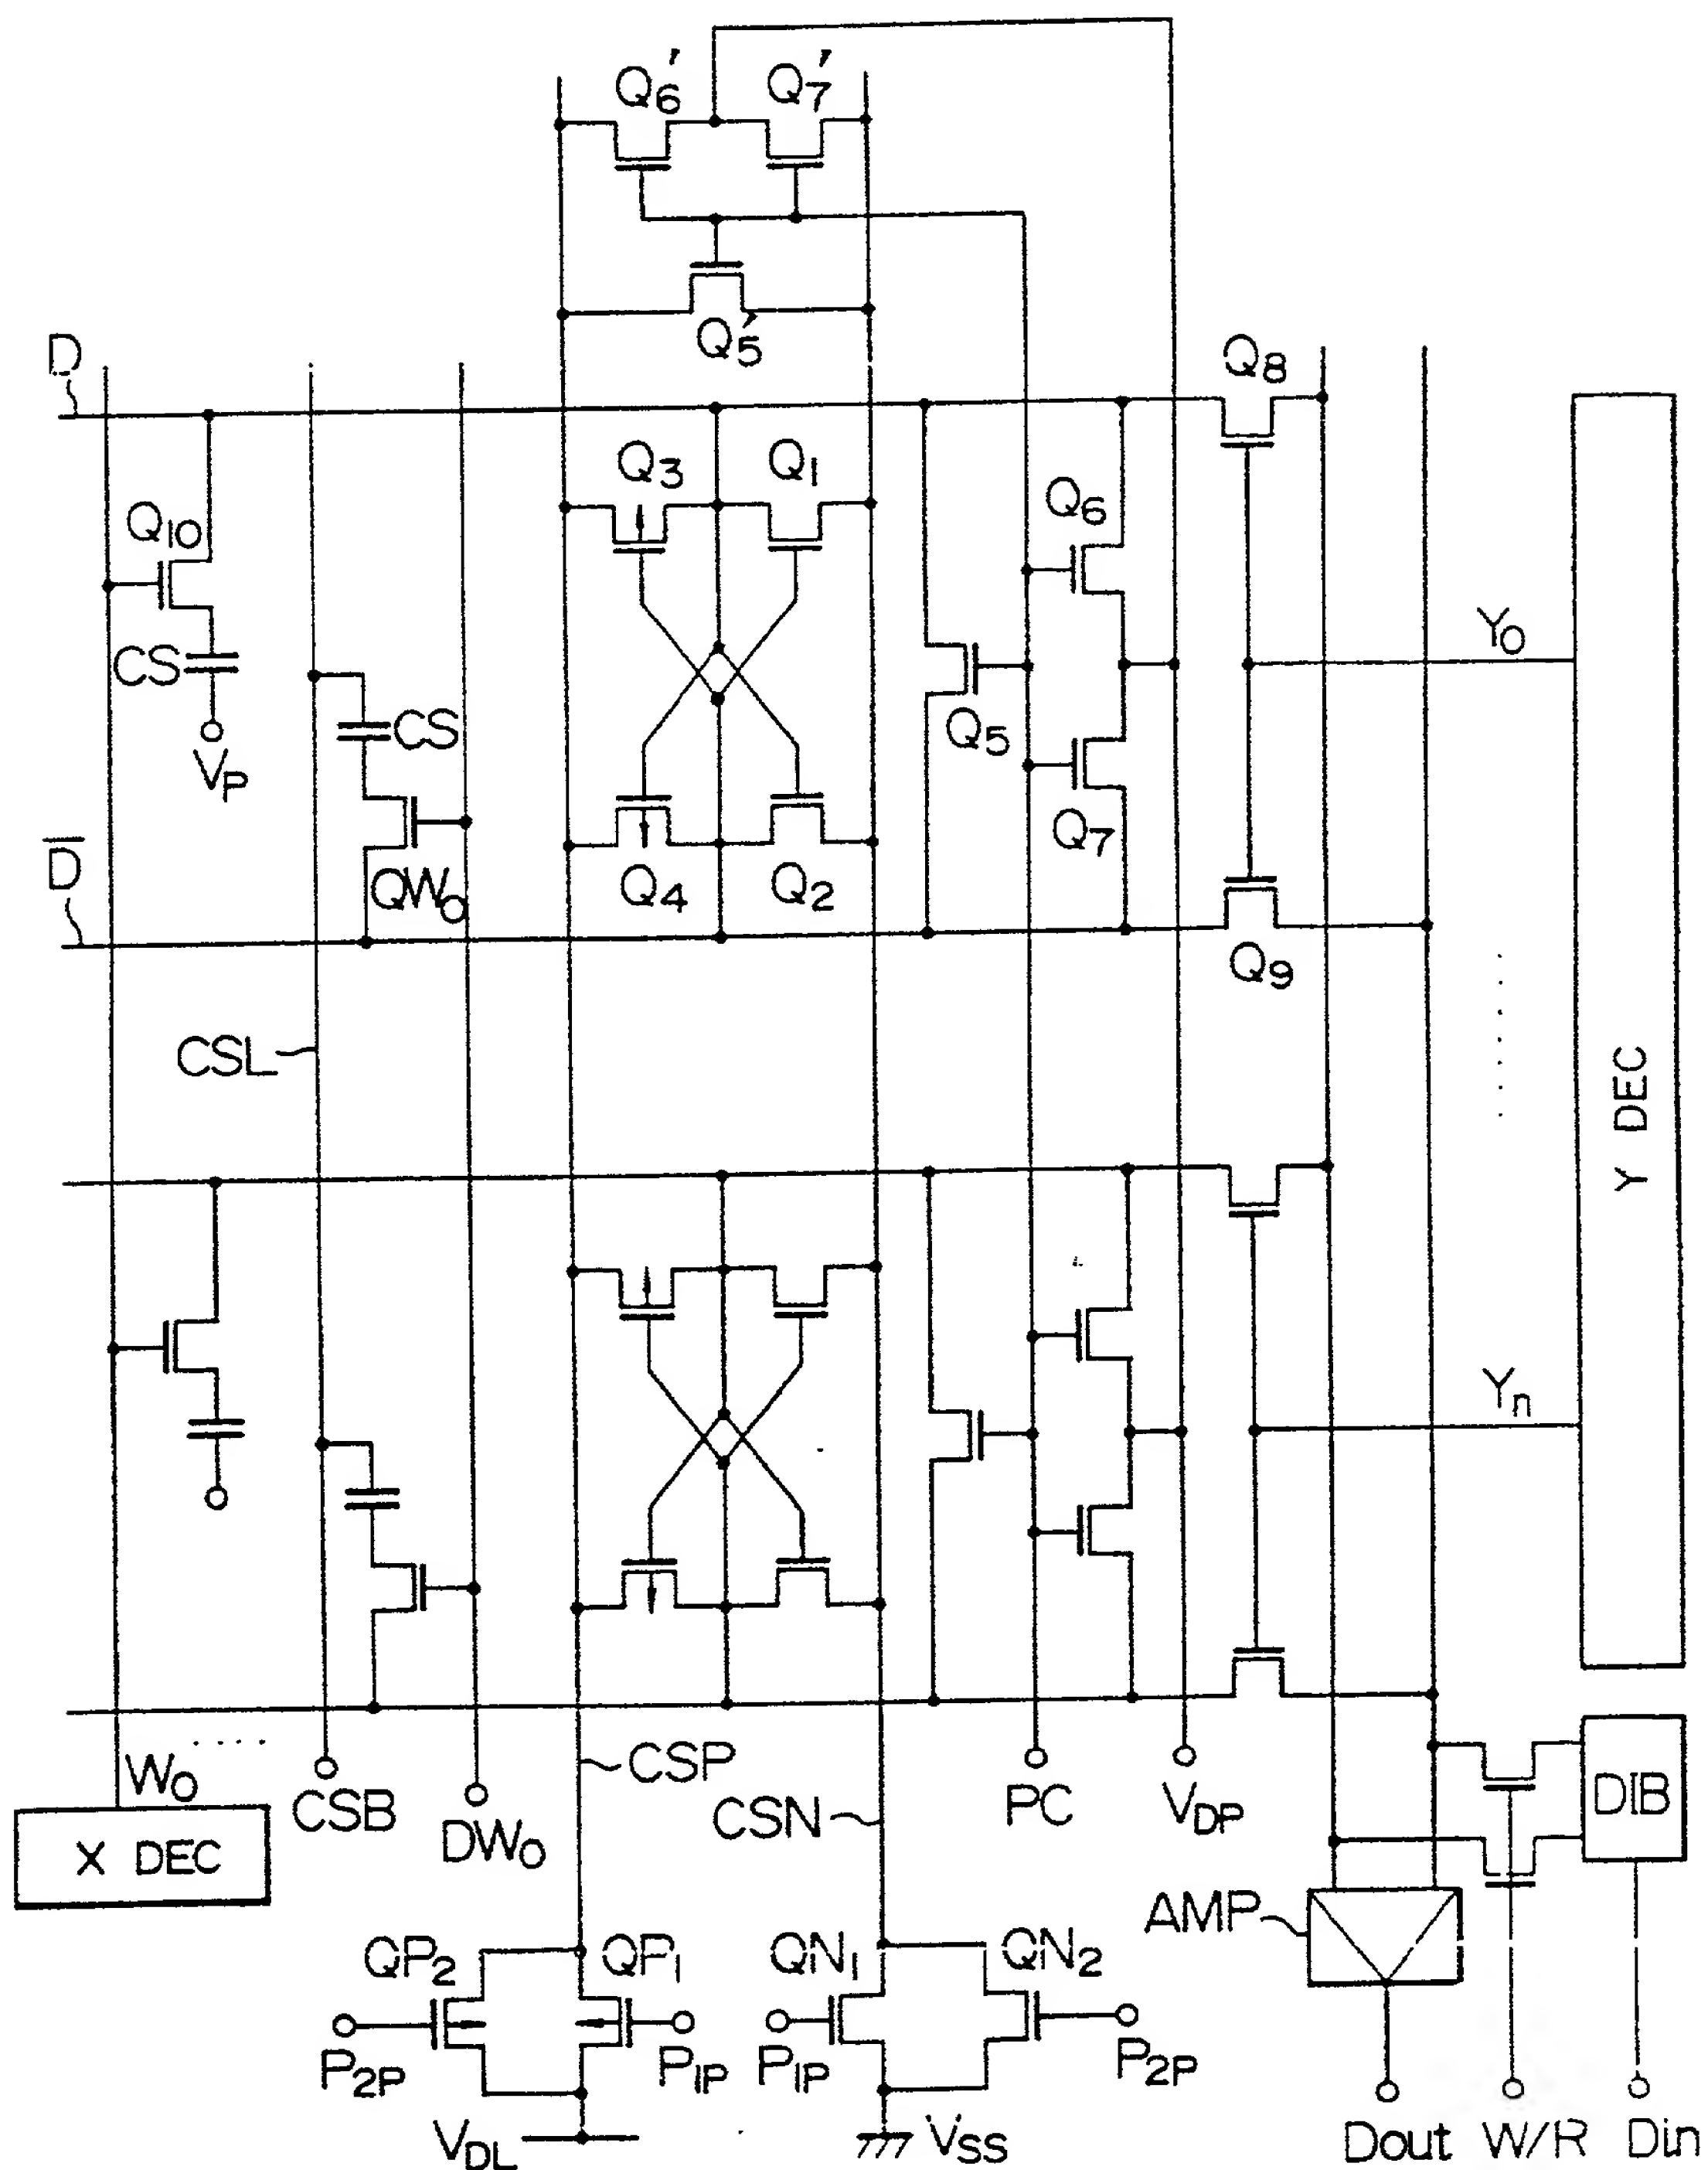 Q6' Q7'
Q5'
D Q8
Q3 Q1
Q10 Q6
Y0
CS
CS Q5
VP
Q7
D̅ QW0 Q4 Q2
Q9
CSL
Y DEC
Yn
W0 CSP
CSB CSN PC VDP DIB
X DEC DW0
AMP
QP2 QP1 QN1 QN2
P2P P1P P1P P2P
VDL VSS Dout W/R Din